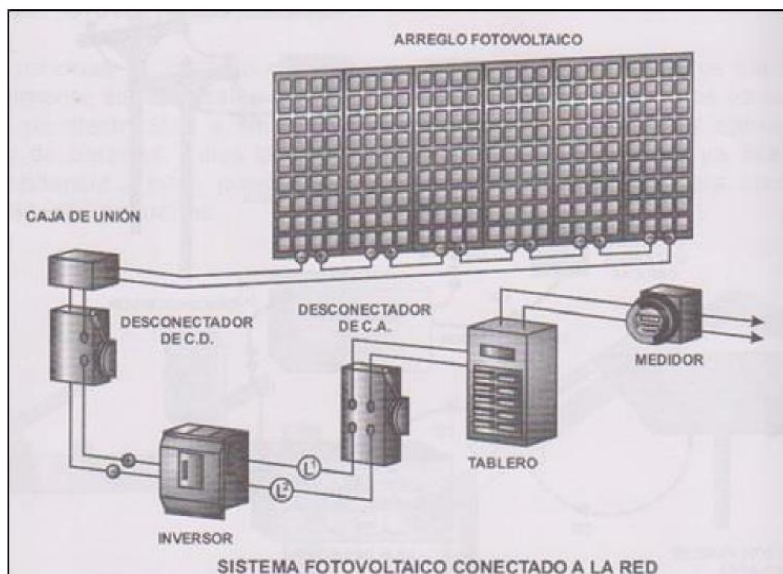 ARREGLO FOTOVOLTAICO
CAJA DE UNIÓN
DESCONECTADOR
DE C.D.
DESCONECTADOR
DE C.A.
MEDIDOR
TABLERO
L1
L2
INVERSOR
SISTEMA FOTOVOLTAICO CONECTADO A LA RED